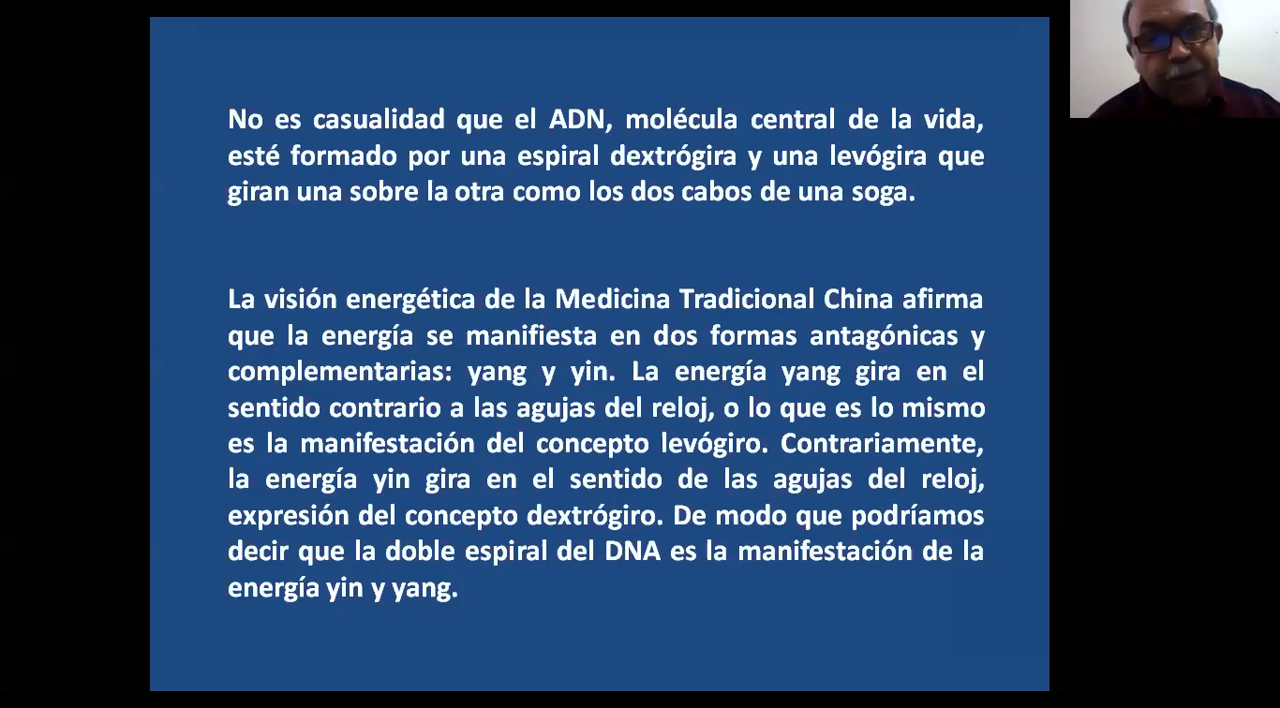 No es casualidad que el ADN, molécula central de la vida,
esté formado por una espiral dextrógira y una levógira que
giran una sobre la otra como los dos cabos de una soga.
La visión energética de la Medicina Tradicional China afirma
que la energía se manifiesta en dos formas antagónicas y
complementarias: yang y yin. La energía yang gira en el
sentido contrario a las agujas del reloj, o lo que es lo mismo
es la manifestación del concepto levógiro. Contrariamente,
la energía yin gira en el sentido de las agujas del reloj,
expresión del concepto dextrógiro. De modo que podríamos
decir que la doble espiral del DNA es la manifestación de la
energía yin y yang.